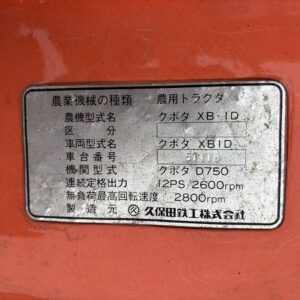 農業機械の種類 農用トラクタ
農機型式名 クボタ XB-1D
区分
車両型式名 クボタ XB1D
車台番号
機関型式 クボタ D750
連続定格出力 12PS/2600rpm
無負荷最高回転速度 2800rpm
製造元 久保田鉄工株式会社